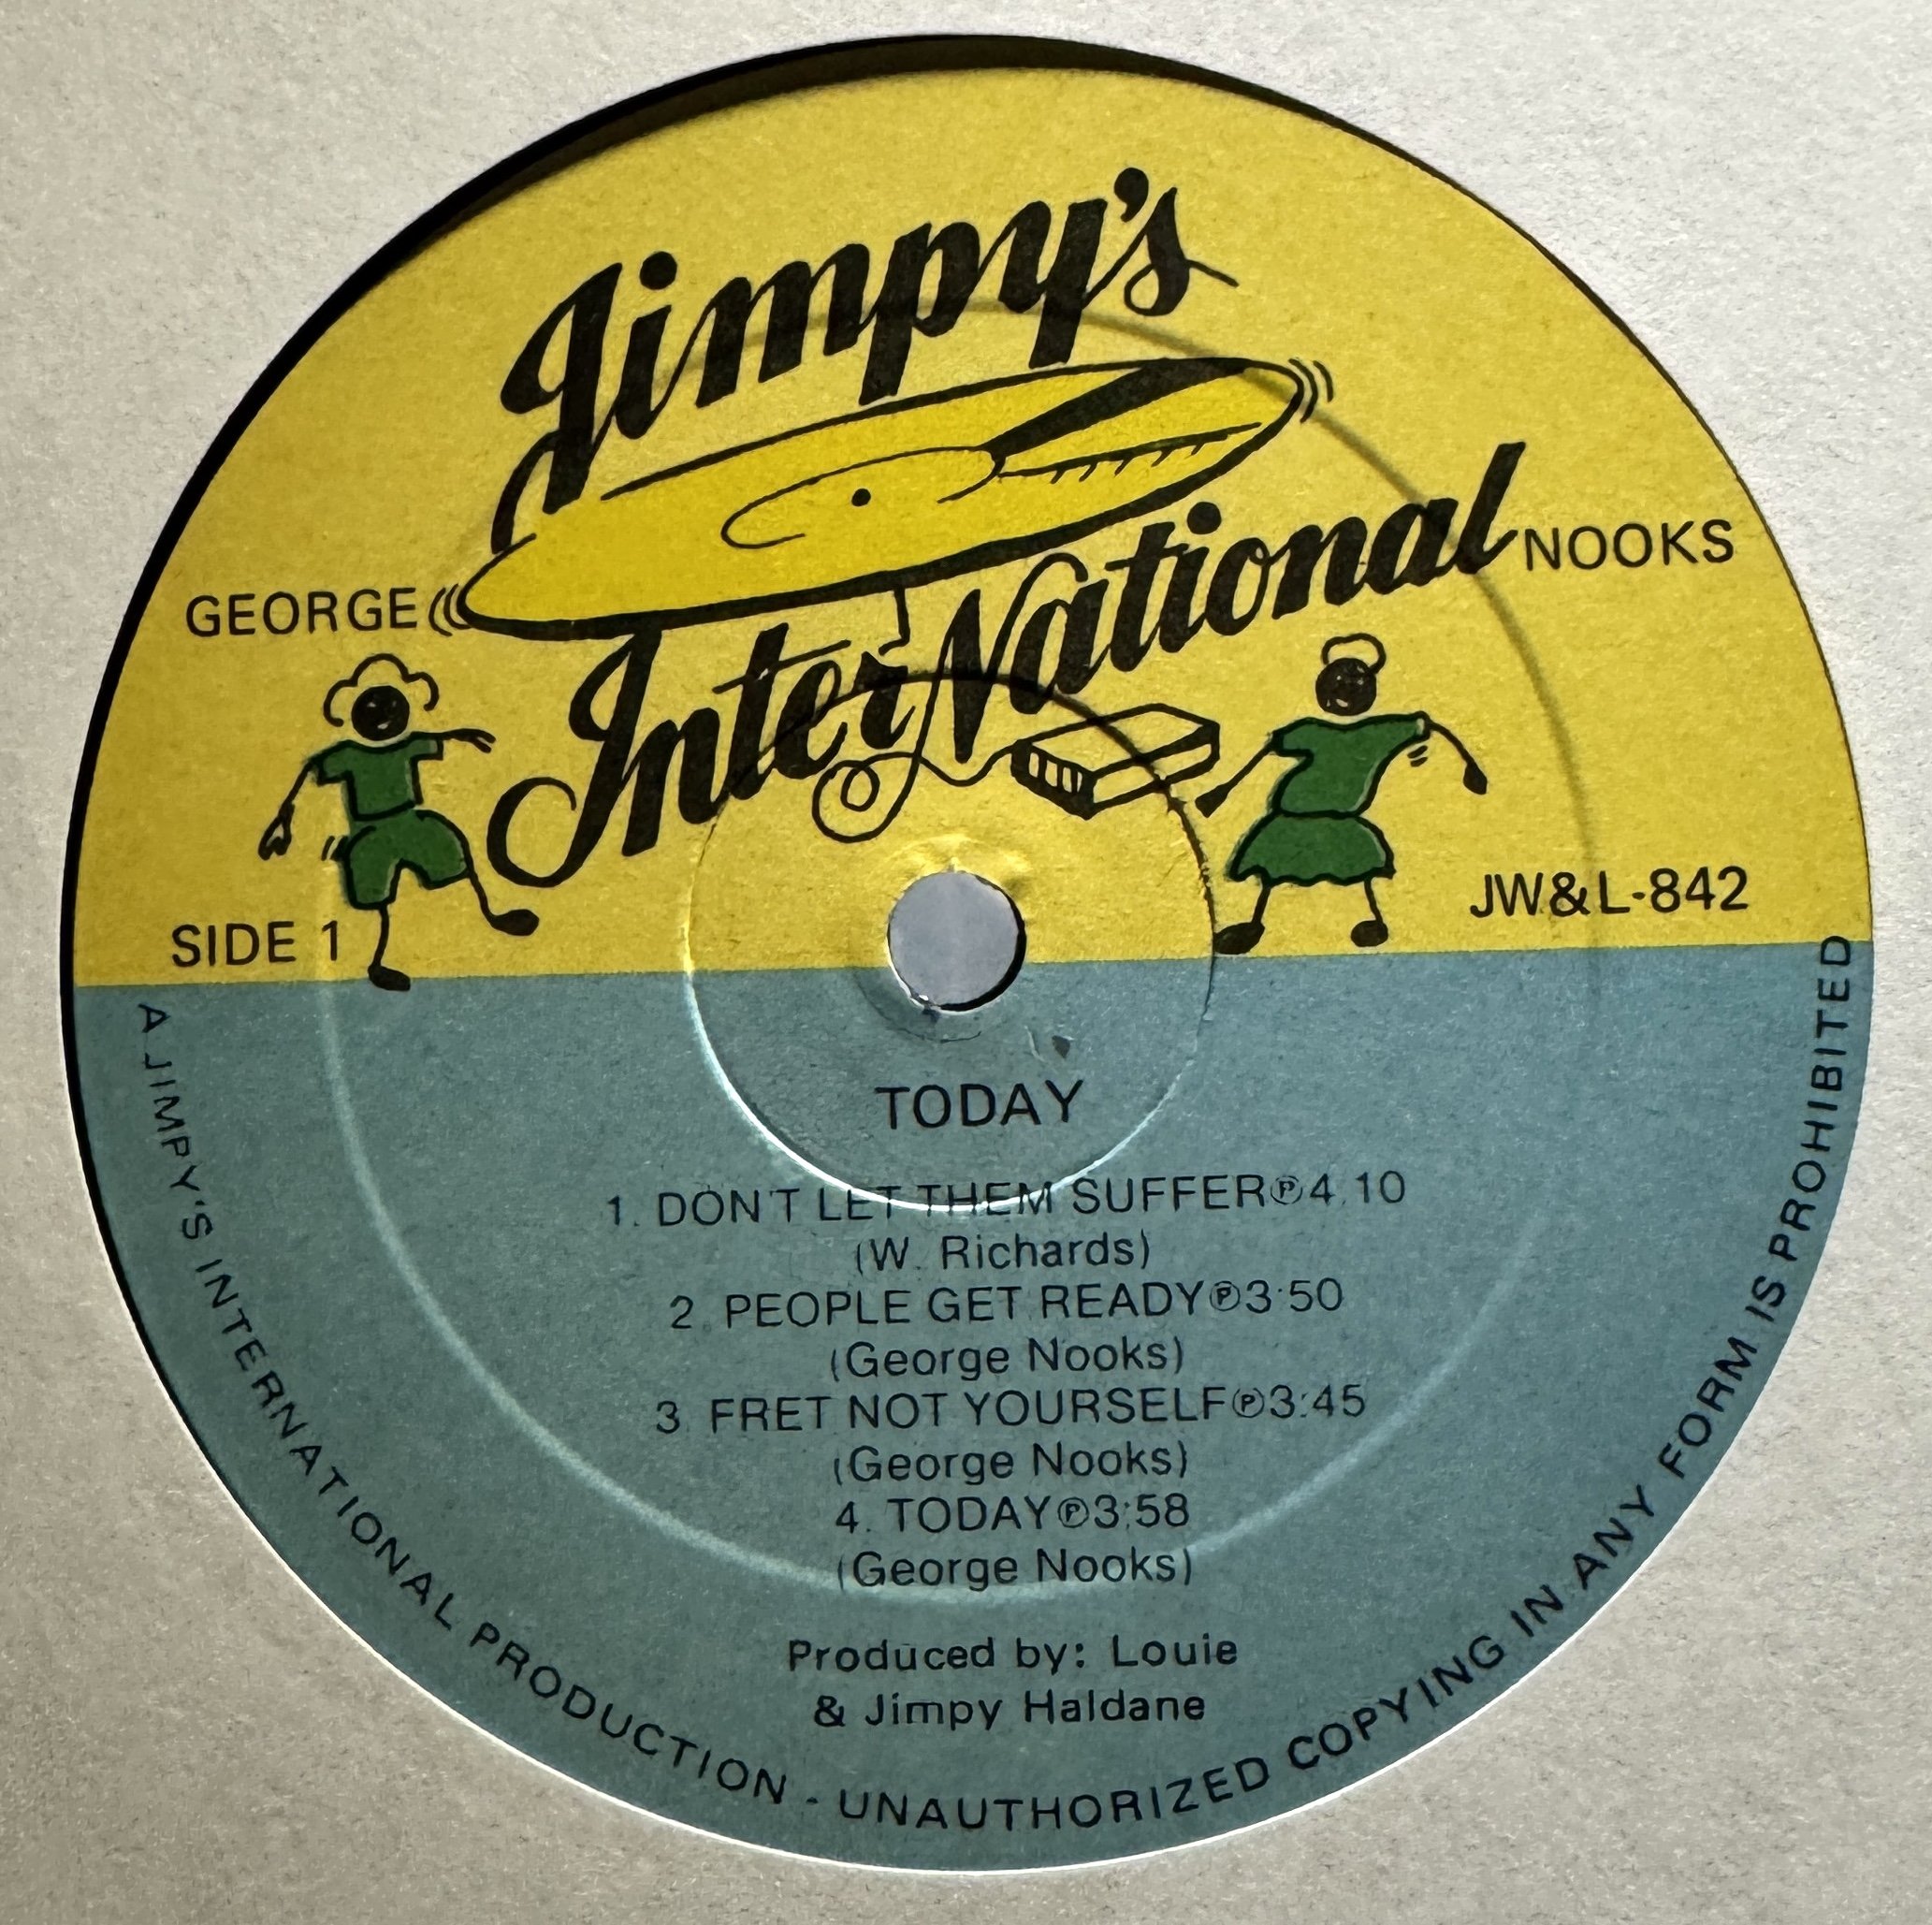 Jimpy's
InterNational
GEORGE NOOKS
SIDE 1
JW&L-842
TODAY
1. DON'T LET THEM SUFFER℗4.10
(W. Richards)
2. PEOPLE GET READY℗3:50
(George Nooks)
3. FRET NOT YOURSELF℗3:45
(George Nooks)
4. TODAY℗3:58
(George Nooks)
Produced by: Louie
& Jimpy Haldane
A JIMPY'S INTERNATIONAL PRODUCTION - UNAUTHORIZED COPYING IN ANY FORM IS PROHIBITED